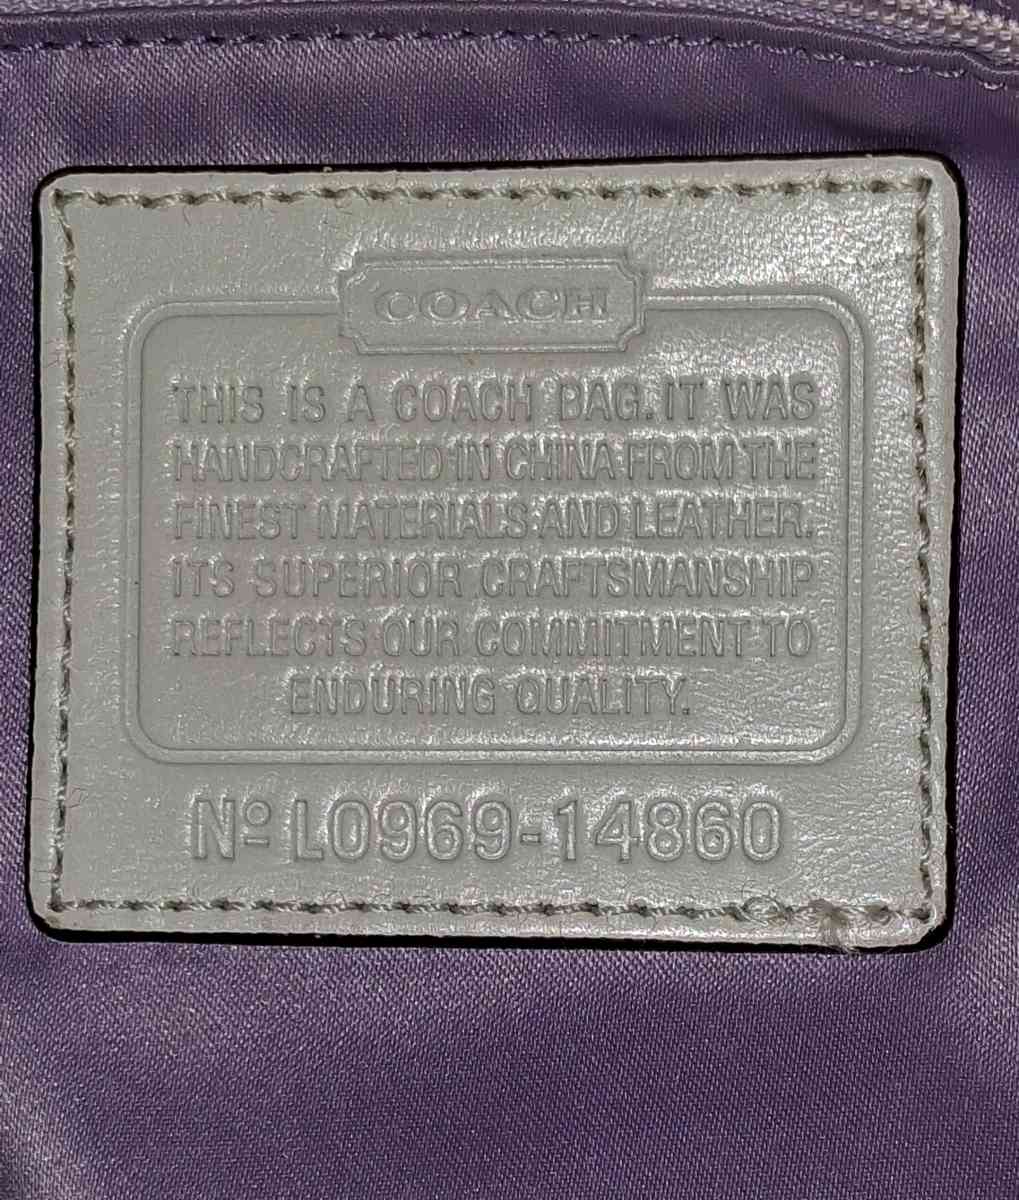 COACH
THIS IS A COACH BAG. IT WAS
HANDCRAFTED IN CHINA FROM THE
FINEST MATERIALS AND LEATHER.
ITS SUPERIOR CRAFTSMANSHIP
REFLECTS OUR COMMITMENT TO
ENDURING QUALITY.
Nº L0969-14860